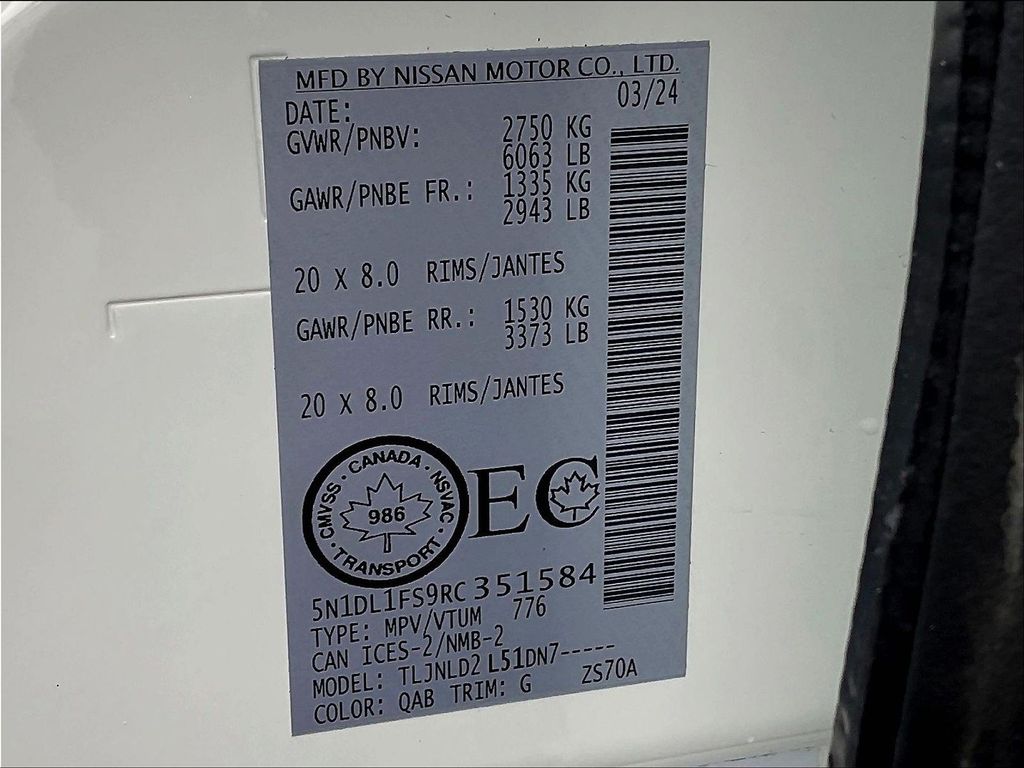 MFD BY NISSAN MOTOR CO., LTD.
DATE: 03/24
GVWR/PNBV: 2750 KG
6063 LB
GAWR/PNBE FR.: 1335 KG
2943 LB
20 X 8.0 RIMS/JANTES
GAWR/PNBE RR.: 1530 KG
3373 LB
20 X 8.0 RIMS/JANTES
CANADA · NSVAC · TRANSPORT · CMVSS ·
986
EC
5N1DL1FS9RC351584
TYPE: MPV/VTUM 776
CAN ICES-2/NMB-2
MODEL: TLJNLD2 L51DN7-----
COLOR: QAB TRIM: G ZS70A